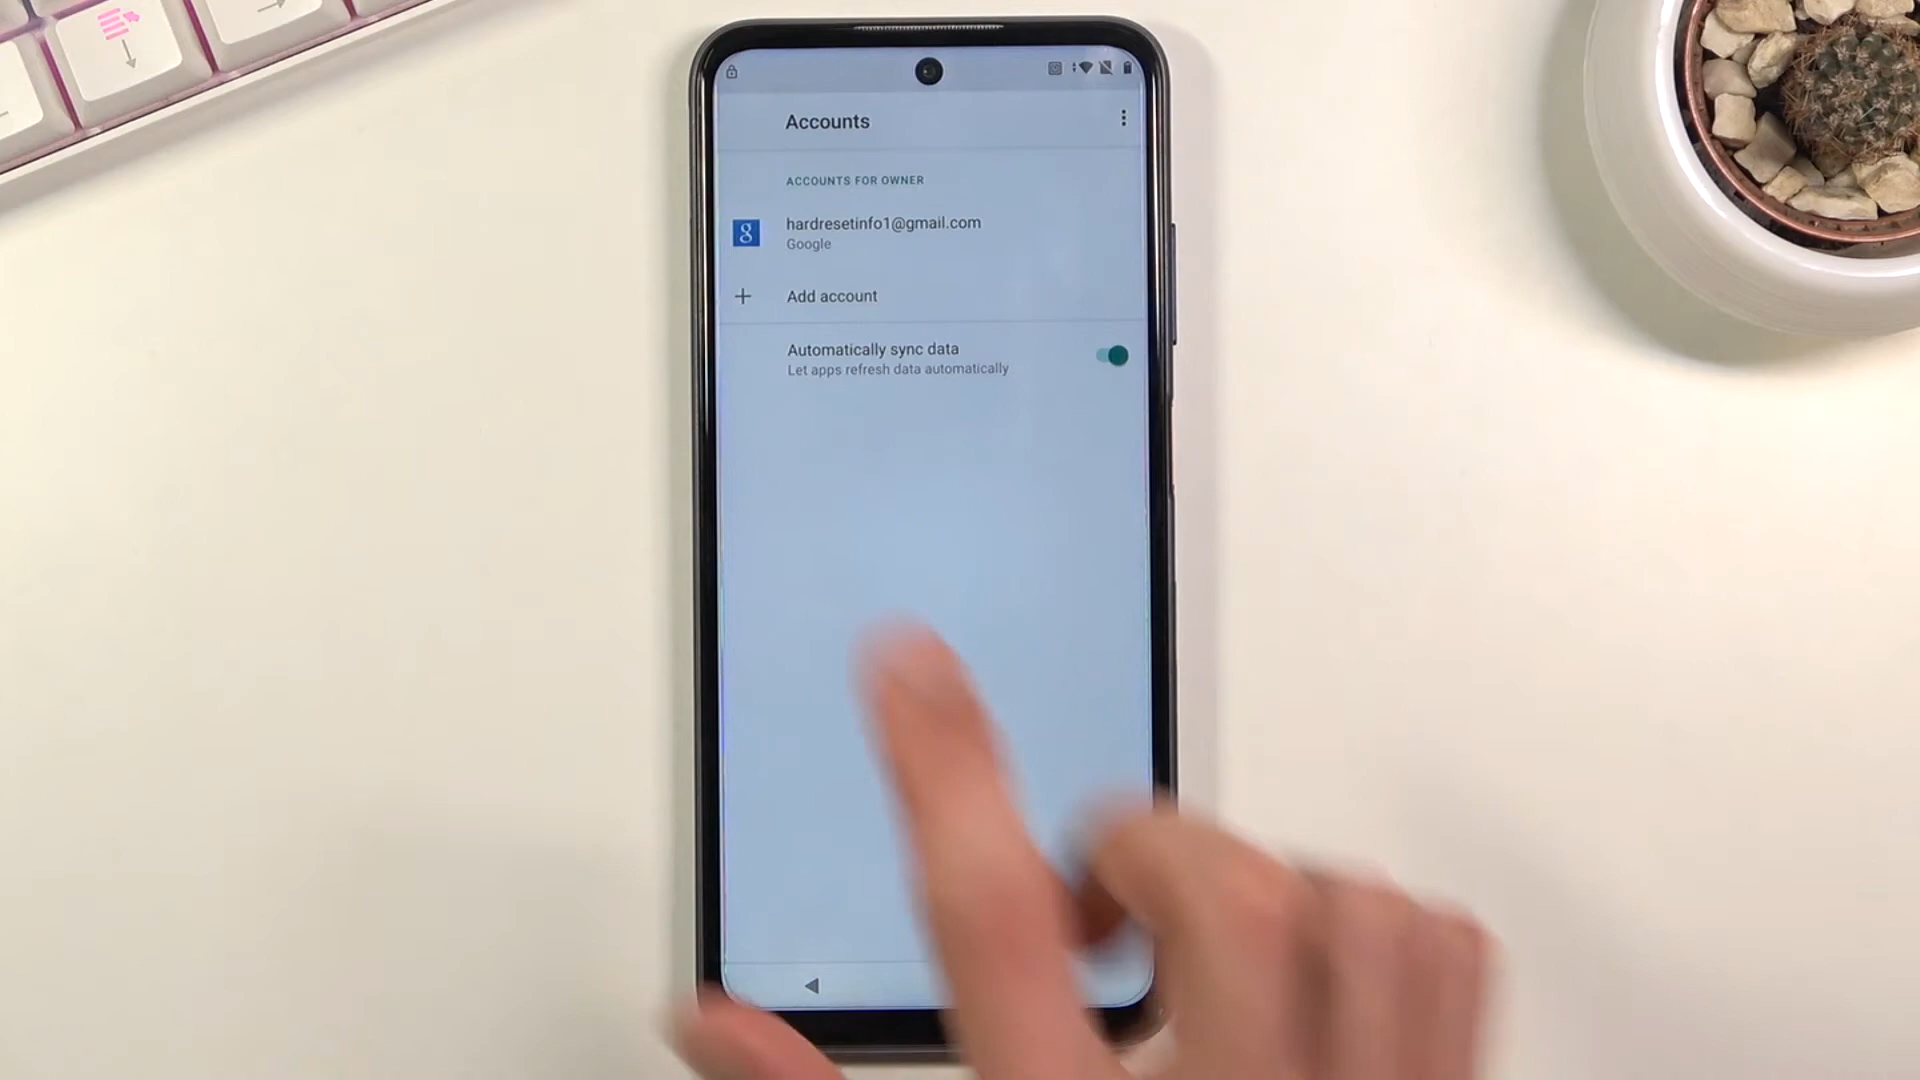 Accounts
ACCOUNTS FOR OWNER
hardresetinfo1@gmail.com
Google
Add account
Automatically sync data
Let apps refresh data automatically